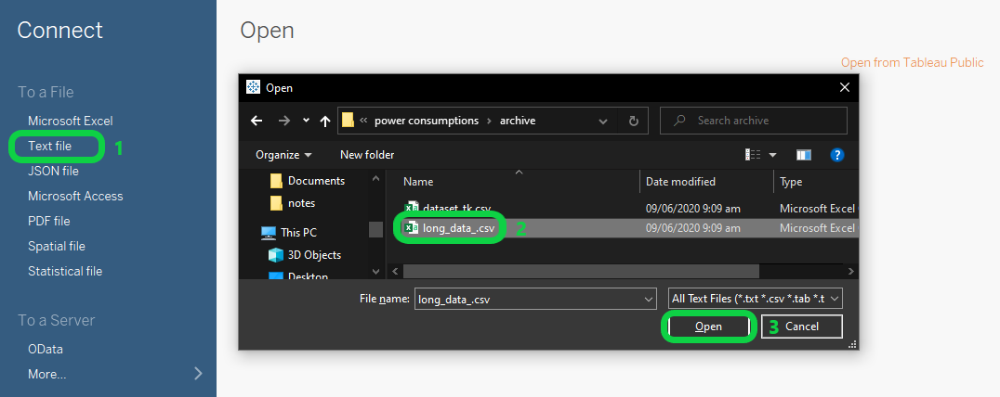 Connect
To a File
Microsoft Excel
Text file 1
JSON file
Microsoft Access
PDF file
Spatial file
Statistical file
To a Server
OData
More...
Open
Open from Tableau Public
Open
« power consumptions > archive
Search archive
Organize New folder
Documents
notes
This PC
3D Objects
Desktop
Name Date modified Type
dataset_tk.csv 09/06/2020 9:09 am Microsoft Excel
long_data_.csv 2 09/06/2020 9:09 am Microsoft Excel
File name: long_data_.csv All Text Files (*.txt *.csv *.tab *.t
Open 3 Cancel